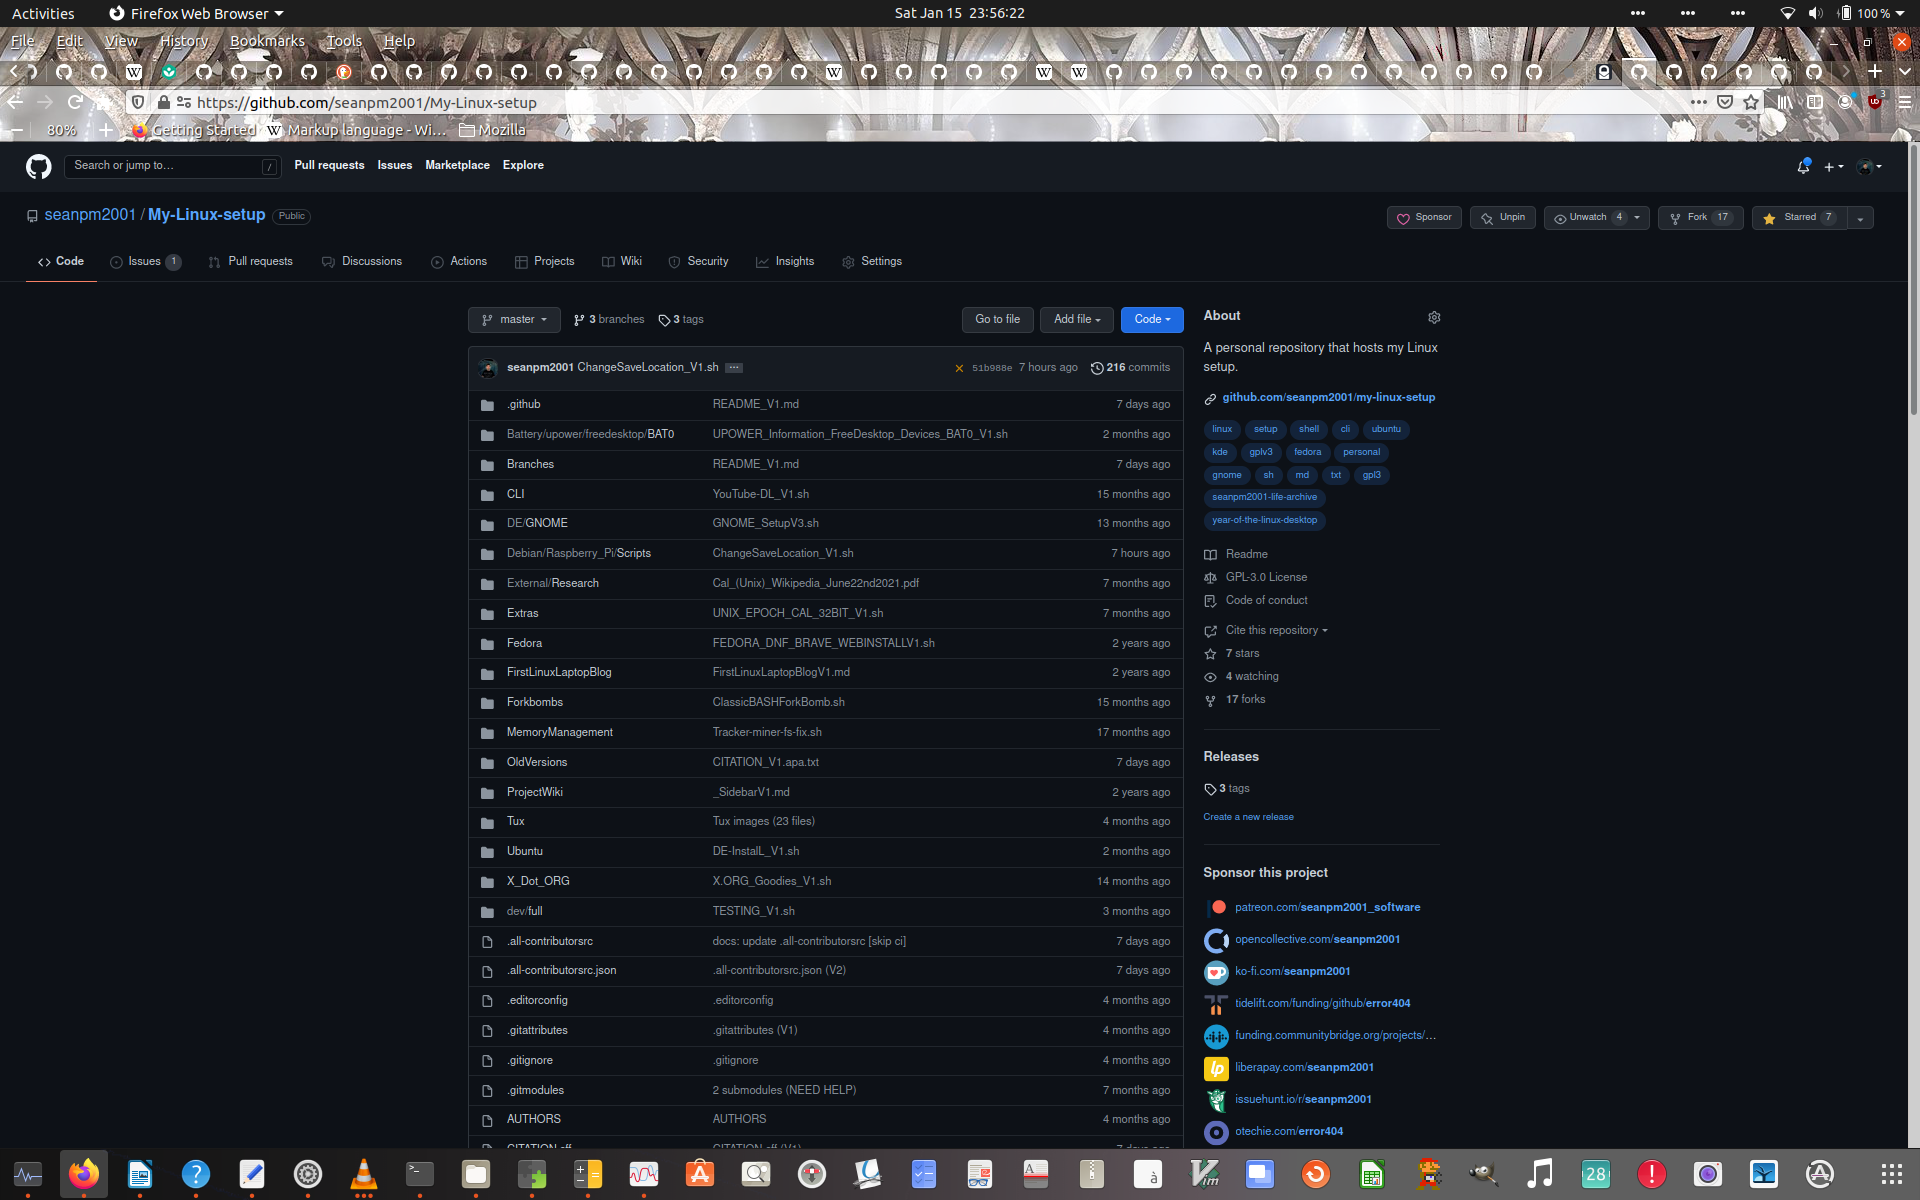 Activities Firefox Web Browser Sat Jan 15 23:56:22 100 %
File Edit View History Bookmarks Tools Help
https://github.com/seanpm2001/My-Linux-setup 3
80% Getting Started Markup language - Wi... Mozilla
Search or jump to... / Pull requests Issues Marketplace Explore
seanpm2001 / My-Linux-setup Public Sponsor Unpin Unwatch 4 Fork 17 Starred 7
Code Issues 1 Pull requests Discussions Actions Projects Wiki Security Insights Settings
master 3 branches 3 tags Go to file Add file Code
seanpm2001 ChangeSaveLocation_V1.sh 51b988e 7 hours ago 216 commits
.github README_V1.md 7 days ago
Battery/upower/freedesktop/BAT0 UPOWER_Information_FreeDesktop_Devices_BAT0_V1.sh 2 months ago
Branches README_V1.md 7 days ago
CLI YouTube-DL_V1.sh 15 months ago
DE/GNOME GNOME_SetupV3.sh 13 months ago
Debian/Raspberry_Pi/Scripts ChangeSaveLocation_V1.sh 7 hours ago
External/Research Cal_(Unix)_Wikipedia_June22nd2021.pdf 7 months ago
Extras UNIX_EPOCH_CAL_32BIT_V1.sh 7 months ago
Fedora FEDORA_DNF_BRAVE_WEBINSTALLV1.sh 2 years ago
FirstLinuxLaptopBlog FirstLinuxLaptopBlogV1.md 2 years ago
Forkbombs ClassicBASHForkBomb.sh 15 months ago
MemoryManagement Tracker-miner-fs-fix.sh 17 months ago
OldVersions CITATION_V1.apa.txt 7 days ago
ProjectWiki _SidebarV1.md 2 years ago
Tux Tux images (23 files) 4 months ago
Ubuntu DE-InstalL_V1.sh 2 months ago
X_Dot_ORG X.ORG_Goodies_V1.sh 14 months ago
dev/full TESTING_V1.sh 3 months ago
.all-contributorsrc docs: update .all-contributorsrc [skip ci] 7 days ago
.all-contributorsrc.json .all-contributorsrc.json (V2) 7 days ago
.editorconfig .editorconfig 4 months ago
.gitattributes .gitattributes (V1) 4 months ago
.gitignore .gitignore 4 months ago
.gitmodules 2 submodules (NEED HELP) 7 months ago
AUTHORS AUTHORS 4 months ago
CITATION.cff CITATION.cff (V1) 7 days ago
About
A personal repository that hosts my Linux
setup.
github.com/seanpm2001/my-linux-setup
linux setup shell cli ubuntu
kde gplv3 fedora personal
gnome sh md txt gpl3
seanpm2001-life-archive
year-of-the-linux-desktop
Readme
GPL-3.0 License
Code of conduct
Cite this repository
7 stars
4 watching
17 forks
Releases
3 tags
Create a new release
Sponsor this project
patreon.com/seanpm2001_software
opencollective.com/seanpm2001
ko-fi.com/seanpm2001
tidelift.com/funding/github/error404
funding.communitybridge.org/projects/...
liberapay.com/seanpm2001
issuehunt.io/r/seanpm2001
otechie.com/error404
28